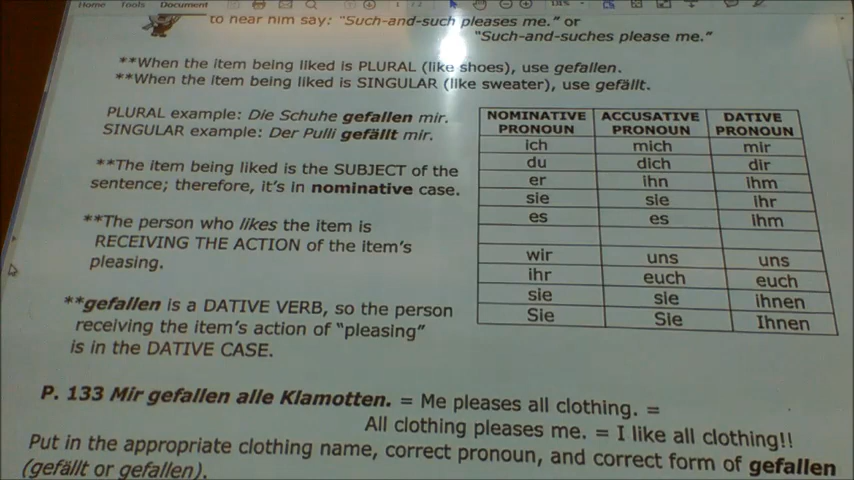 Home Tools Document
1 / 2
to hear him say: "Such-and-such pleases me." or
"Such-and-suches please me."
**When the item being liked is PLURAL (like shoes), use gefallen.
**When the item being liked is SINGULAR (like sweater), use gefällt.
PLURAL example: Die Schuhe gefallen mir.
SINGULAR example: Der Pulli gefällt mir.
**The item being liked is the SUBJECT of the
sentence; therefore, it's in nominative case.
**The person who likes the item is
RECEIVING THE ACTION of the item's
pleasing.
**gefallen is a DATIVE VERB, so the person
receiving the item's action of "pleasing"
is in the DATIVE CASE.
NOMINATIVE PRONOUN ACCUSATIVE PRONOUN DATIVE PRONOUN
ich mich mir
du dich dir
er ihn ihm
sie sie ihr
es es ihm
wir uns uns
ihr euch euch
sie sie ihnen
Sie Sie Ihnen
P. 133 Mir gefallen alle Klamotten. = Me pleases all clothing. =
All clothing pleases me. = I like all clothing!!
Put in the appropriate clothing name, correct pronoun, and correct form of gefallen
(gefällt or gefallen).